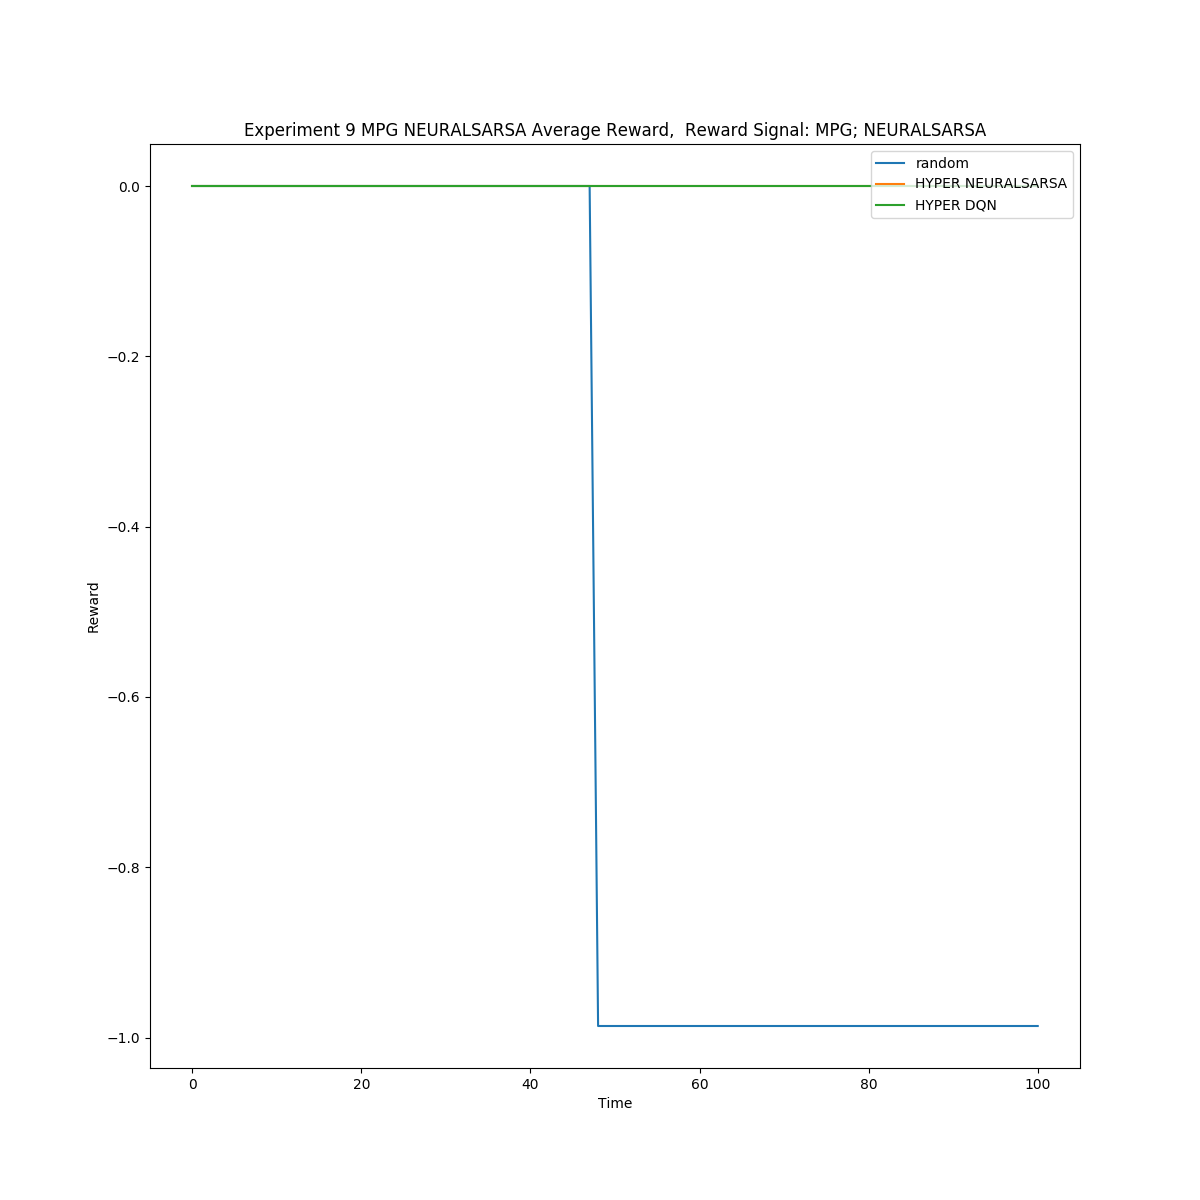 Experiment 9 MPG NEURALSARSA Average Reward,  Reward Signal: MPG; NEURALSARSA
random
HYPER NEURALSARSA
HYPER DQN
0.0
−0.2
−0.4
−0.6
−0.8
−1.0
Reward
0 20 40 60 80 100
Time